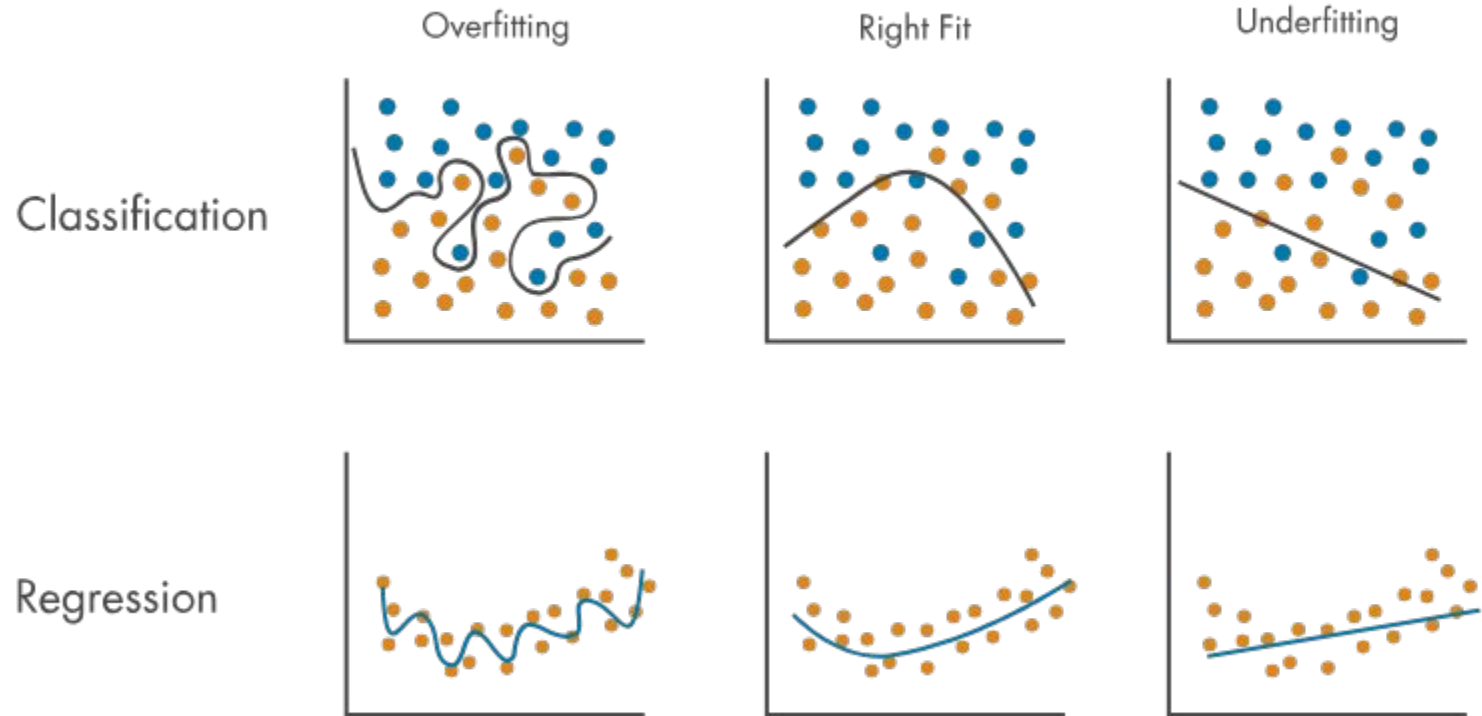 Overfitting
Right Fit
Underfitting
Classification
Regression